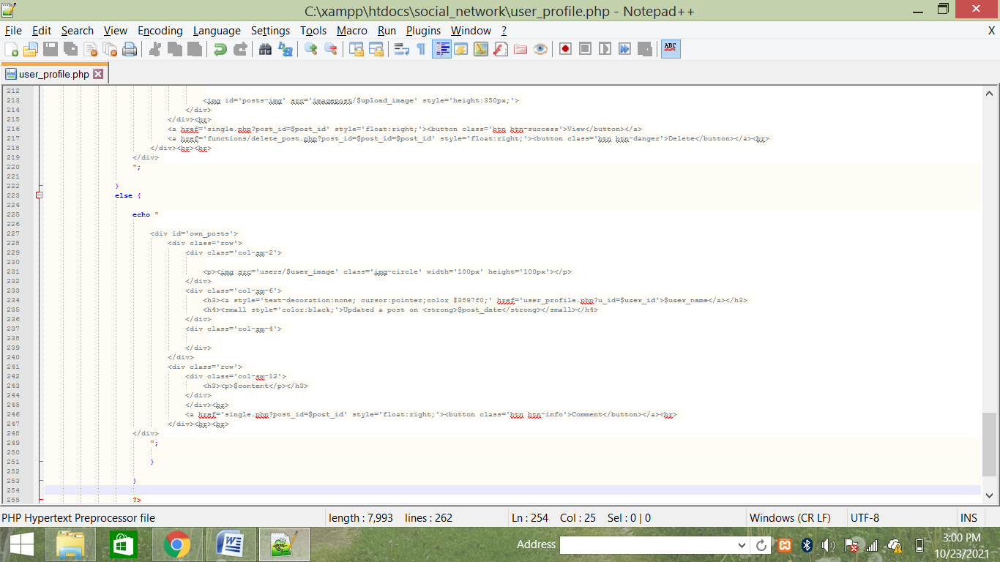 C:\xampp\htdocs\social_network\user_profile.php - Notepad++
File Edit Search View Encoding Language Settings Tools Macro Run Plugins Window ? X
ABC
user_profile.php
212
213 <img id='posts-img' src='imagepost/$upload_image' style='height:350px;'>
214 </div>
215 </div><br>
216 <a href='single.php?post_id=$post_id' style='float:right;'><button class='btn btn-success'>View</button></a>
217 <a href='functions/delete_post.php?post_id=$post_id=$post_id' style='float:right;'><button class='btn btn-danger'>Delete</button></a><br>
218 </div><br><br>
219 </div>
220 ";
221
222 }
223 else {
224
225 echo "
226
227 <div id='own_posts'>
228 <div class='row'>
229 <div class='col-sm-2'>
230
231 <p><img src='users/$user_image' class='img-circle' width='100px' height='100px'></p>
232 </div>
233 <div class='col-sm-6'>
234 <h3><a style='text-decoration:none; cursor:pointer;color #3897f0;' href='user_profile.php?u_id=$user_id'>$user_name</a></h3>
235 <h4><small style='color:black;'>Updated a post on <strong>$post_date</strong></small></h4>
236 </div>
237 <div class='col-sm-4'>
238
239 </div>
240 </div>
241 <div class='row'>
242 <div class='col-sm-12'>
243 <h3><p>$content</p></h3>
244 </div>
245 </div><br>
246 <a href='single.php?post_id=$post_id' style='float:right;'><button class='btn btn-info'>Comment</button></a><br>
247 </div><br><br>
248 </div>
249 ";
250
251 }
252
253 }
254
255 ?>
PHP Hypertext Preprocessor file length : 7,993 lines : 262 Ln : 254 Col : 25 Sel : 0 | 0 Windows (CR LF) UTF-8 INS
Address
3:00 PM
10/23/2021